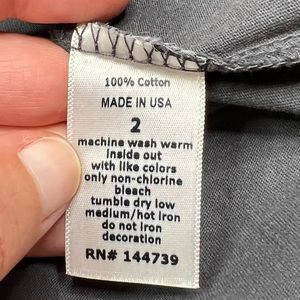 100% Cotton
MADE IN USA
2
machine wash warm
inside out
with like colors
only non-chlorine
bleach
tumble dry low
medium/hot iron
do not iron
decoration
RN# 144739